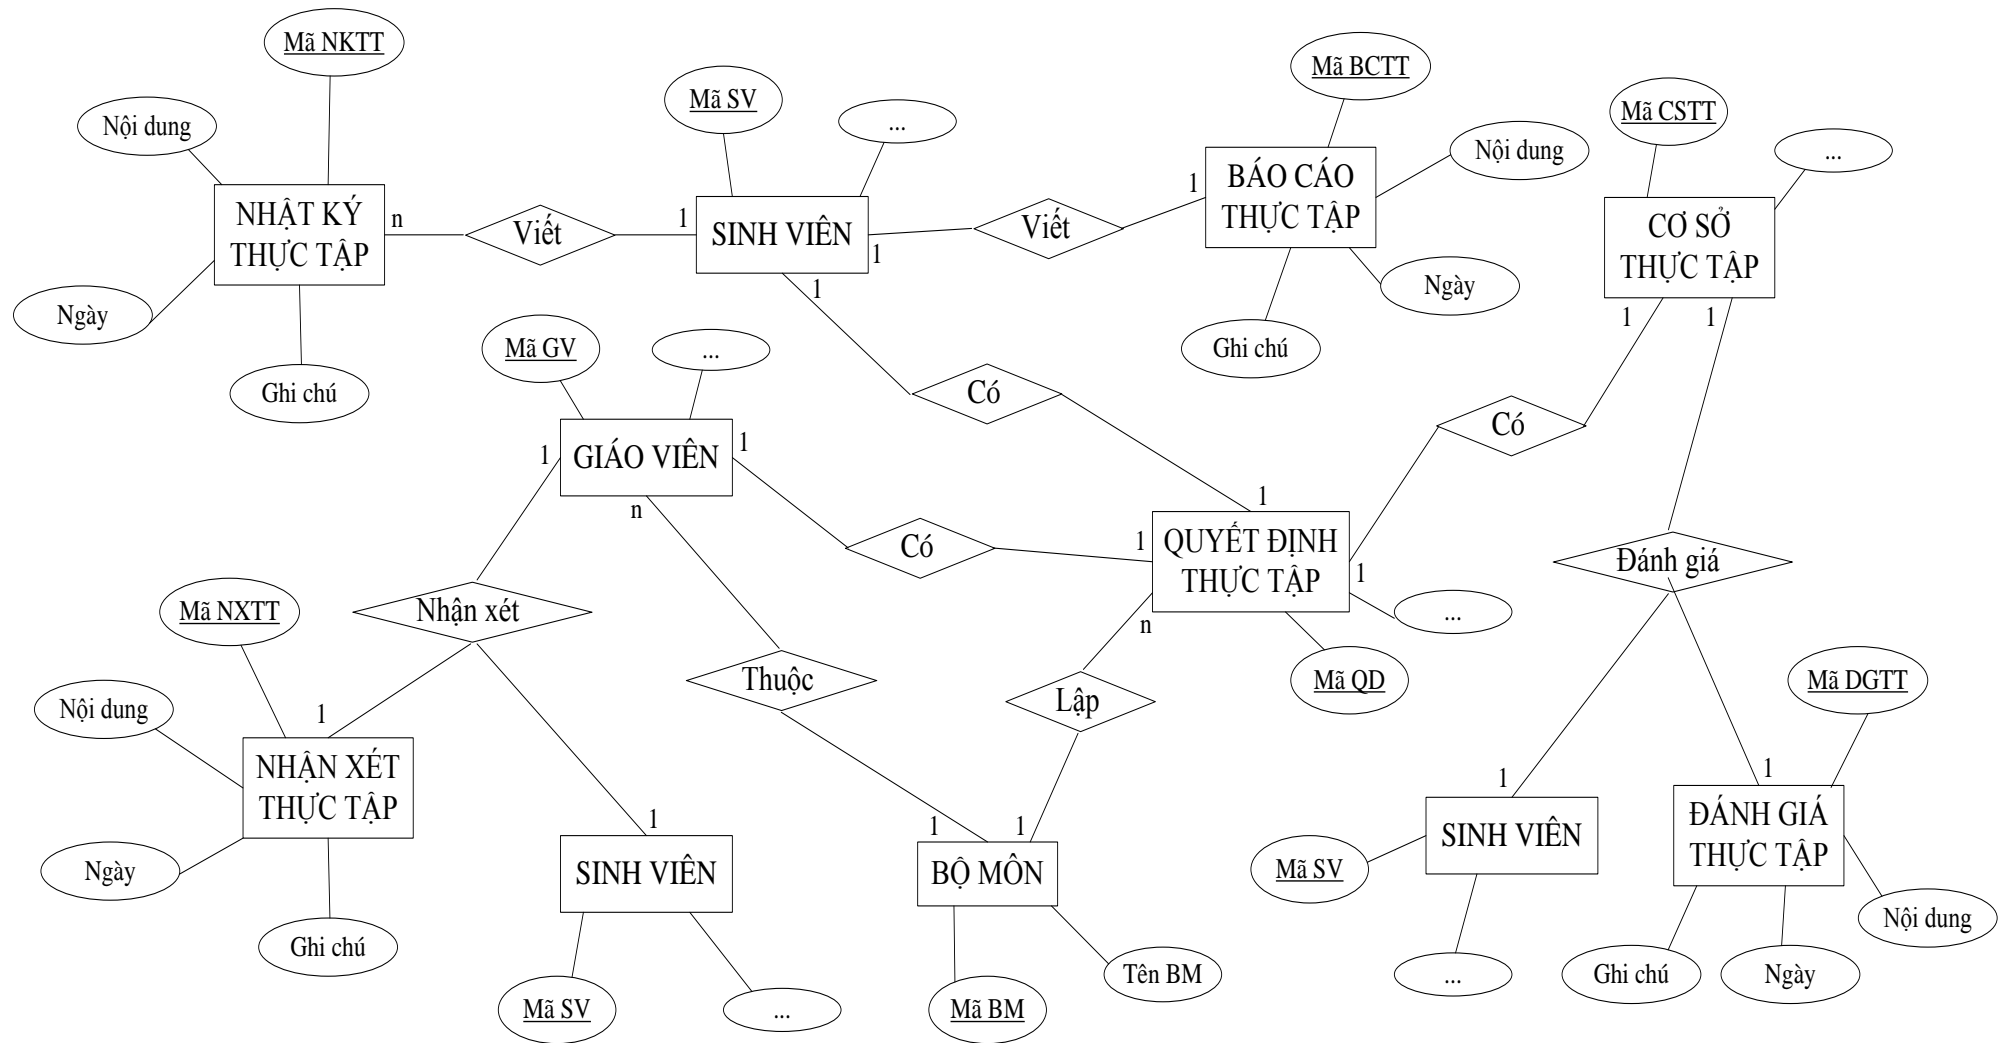 Mã NKTT
Mã BCTT
Mã SV
Mã CSTT
...
Nội dung
Nội dung
...
NHẬT KÝ
THỰC TẬP
n
Viết
1
SINH VIÊN
1
Viết
1
BÁO CÁO
THỰC TẬP
CƠ SỞ
THỰC TẬP
Ngày
1
Ngày
1
1
Mã GV
...
Ghi chú
Ghi chú
Có
Có
1
GIÁO VIÊN
1
n
1
Có
1
QUYẾT ĐỊNH
THỰC TẬP
1
Đánh giá
Mã NXTT
Nhận xét
n
...
Thuộc
Lập
Mã QD
Mã DGTT
Nội dung
1
NHẬN XÉT
THỰC TẬP
1
1
1
1
1
SINH VIÊN
ĐÁNH GIÁ
THỰC TẬP
Ngày
SINH VIÊN
BỘ MÔN
Mã SV
Ghi chú
Nội dung
Tên BM
...
Ghi chú
Ngày
Mã SV
...
Mã BM